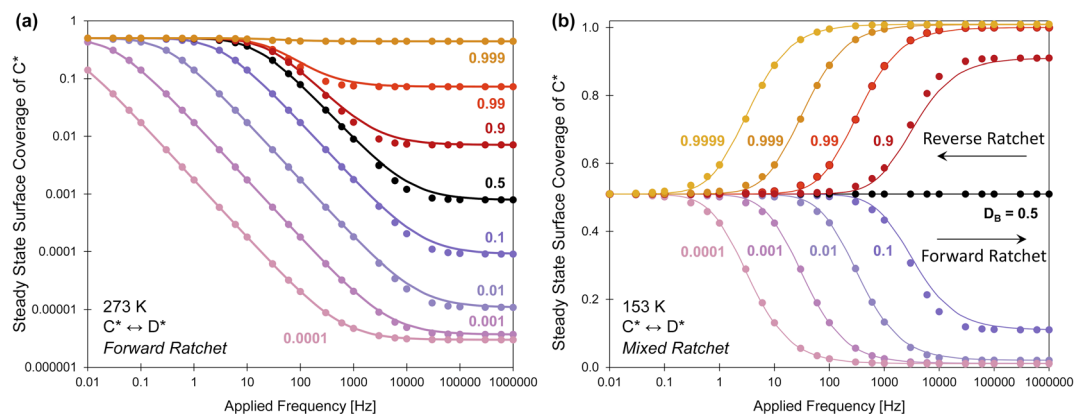 (a)
Steady State Surface Coverage of C*
1
0.1
0.01
0.001
0.0001
0.00001
0.000001
0.999
0.99
0.9
0.5
0.1
0.01
0.001
0.0001
273 K
C* ↔ D*
Forward Ratchet
0.01 0.1 1 10 100 1000 10000 100000 1000000
Applied Frequency [Hz]
(b)
Steady State Surface Coverage of C*
1.0
0.8
0.6
0.4
0.2
0.0
0.9999 0.999 0.99 0.9
Reverse Ratchet
D_B = 0.5
0.0001 0.001 0.01 0.1
Forward Ratchet
153 K
C* ↔ D*
Mixed Ratchet
0.01 0.1 1 10 100 1000 10000 100000 1000000
Applied Frequency [Hz]